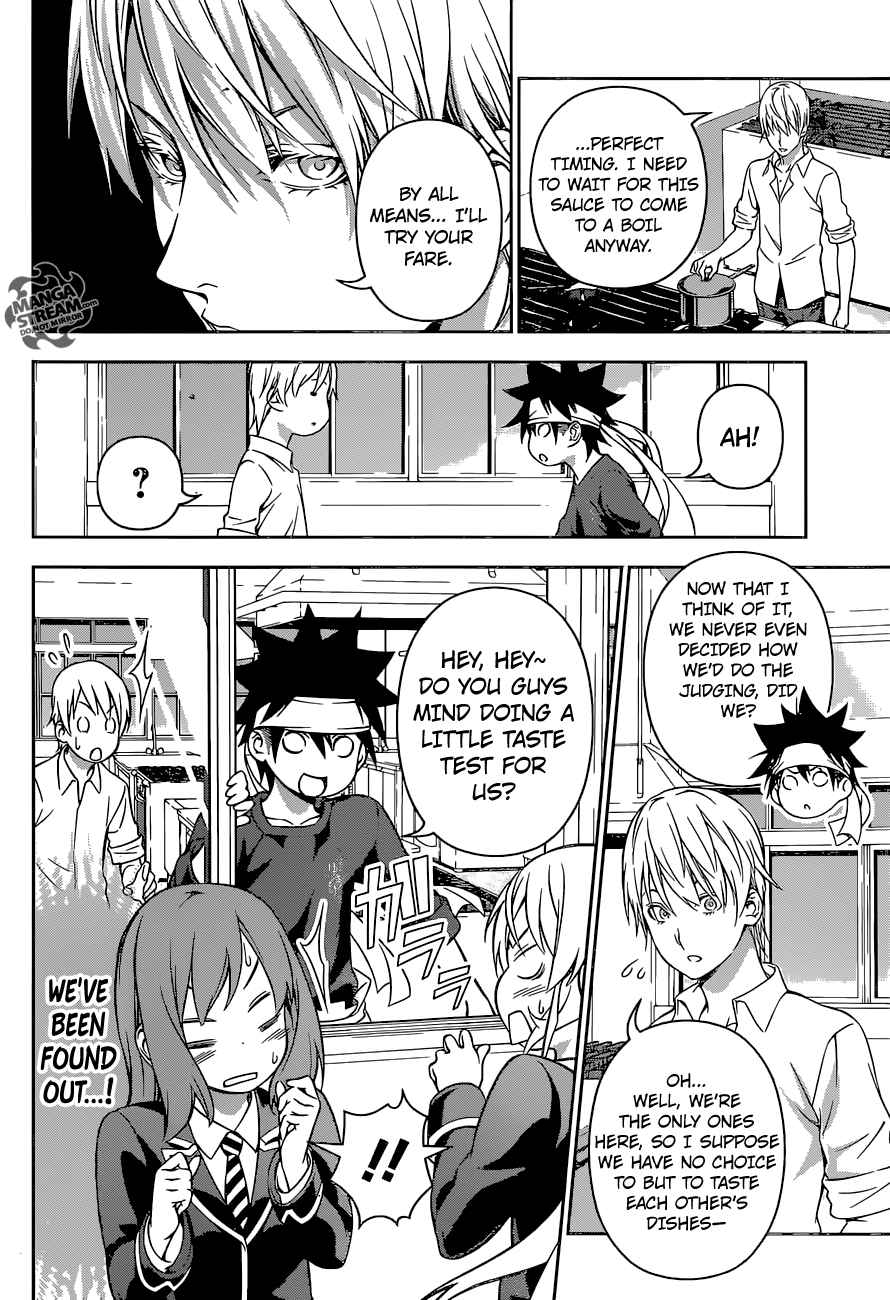 ...PERFECT
TIMING. I NEED
TO WAIT FOR THIS
SAUCE TO COME
TO A BOIL
ANYWAY.
BY ALL
MEANS... I'LL
TRY YOUR
FARE.
MANGA
STREAM.com
DO NOT MIRROR
AH!
?
NOW THAT I
THINK OF IT,
WE NEVER EVEN
DECIDED HOW
WE'D DO THE
JUDGING, DID
WE?
OH...
WELL, WE'RE
THE ONLY ONES
HERE, SO I SUPPOSE
WE HAVE NO CHOICE
TO BUT TO TASTE
EACH OTHER'S
DISHES—
HEY, HEY~
DO YOU GUYS
MIND DOING A
LITTLE TASTE
TEST FOR
US?
ガラガラ
!!
WE'VE
BEEN
FOUND
OUT...!